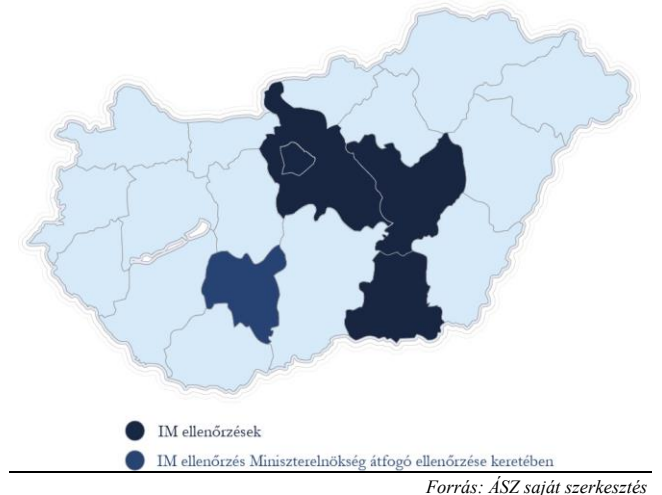 IM ellenőrzések
IM ellenőrzés Miniszterelnökség átfogó ellenőrzése keretében
Forrás: ÁSZ saját szerkesztés